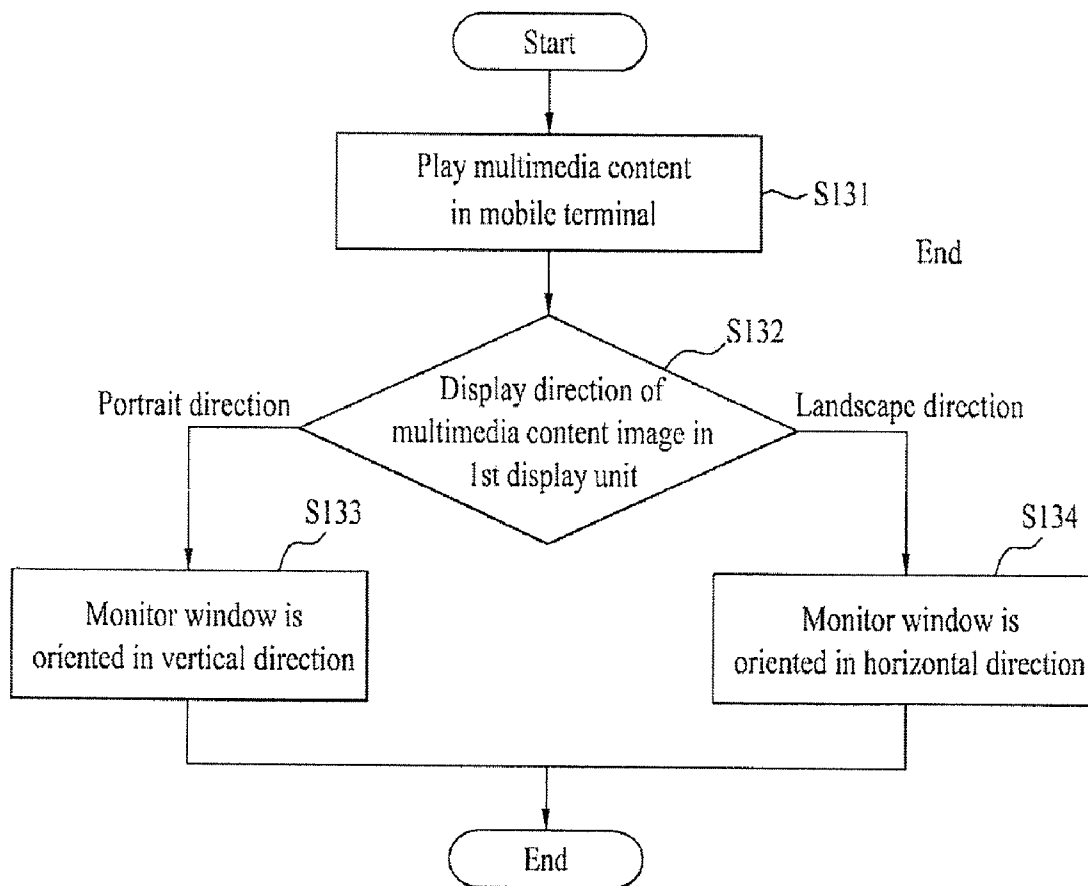 Start
Play multimedia content
in mobile terminal
S131
End
S132
Display direction of
multimedia content image in
1st display unit
Portrait direction
Landscape direction
S133
S134
Monitor window is
oriented in vertical direction
Monitor window is
oriented in horizontal direction
End